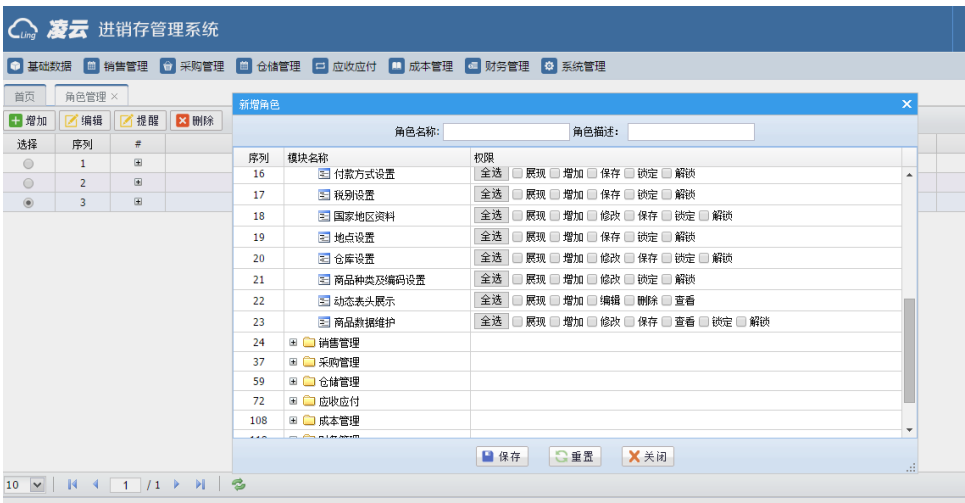 Ling 凌云 进销存管理系统
基础数据 销售管理 采购管理 仓储管理 应收应付 成本管理 财务管理 系统管理
首页 角色管理 ×
增加 编辑 提醒 删除
选择 序列 #
1
2
3
新增角色 ×
角色名称: 角色描述:
序列 模块名称 权限
16 付款方式设置 全选 展现 增加 保存 锁定 解锁
17 税别设置 全选 展现 增加 保存 锁定 解锁
18 国家地区资料 全选 展现 增加 修改 保存 锁定 解锁
19 地点设置 全选 展现 增加 保存 锁定 解锁
20 仓库设置 全选 展现 增加 修改 保存 锁定 解锁
21 商品种类及编码设置 全选 展现 增加 修改 锁定 解锁
22 动态表头展示 全选 展现 增加 编辑 删除 查看
23 商品数据维护 全选 展现 增加 修改 保存 查看 锁定 解锁
24 销售管理
37 采购管理
59 仓储管理
72 应收应付
108 成本管理
财务管理
保存 重置 关闭
10 1 /1